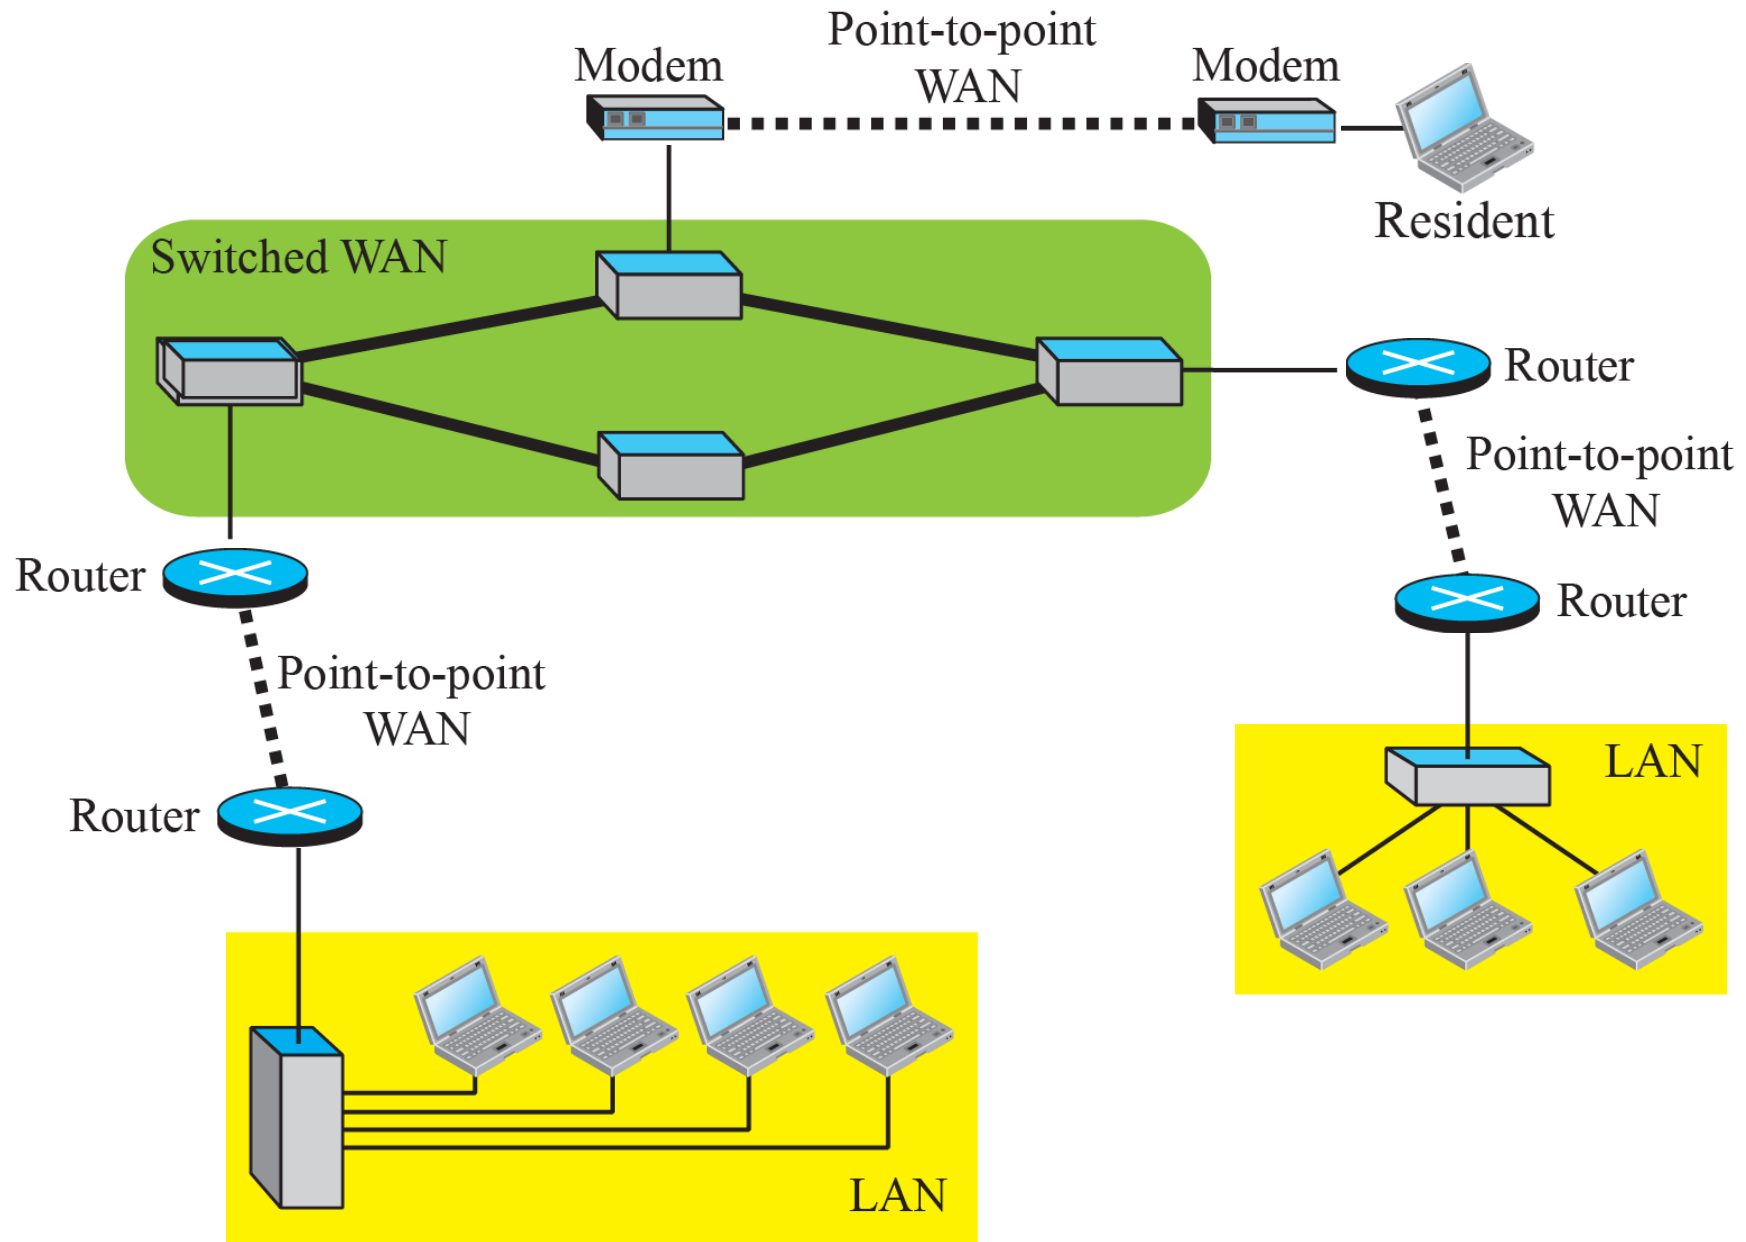 Point-to-point
WAN
Modem
Modem
Resident
Switched WAN
Router
Point-to-point
WAN
Router
Router
Point-to-point
WAN
Router
LAN
LAN